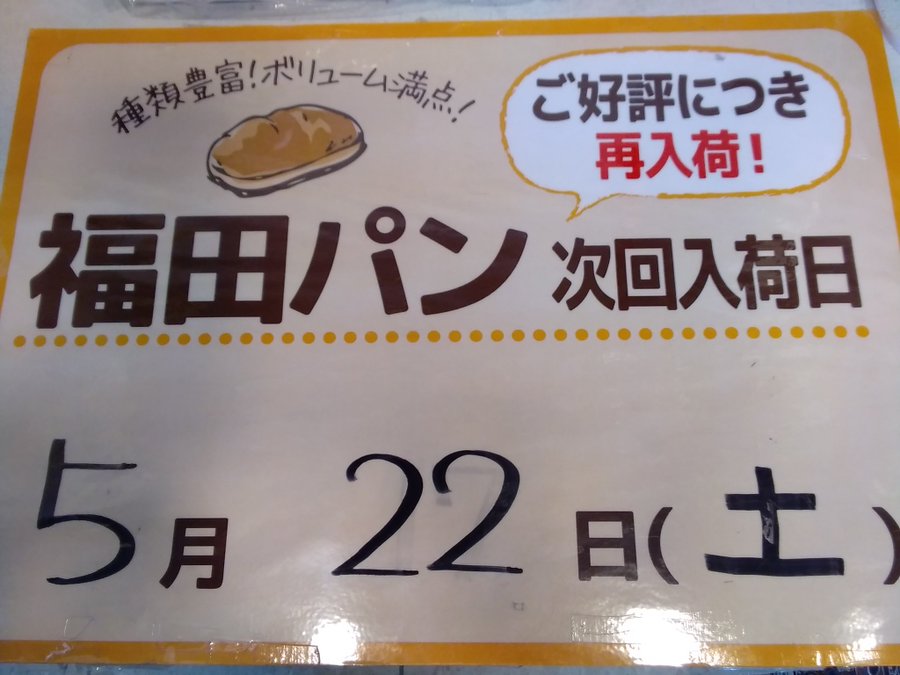 種類豊富!ボリューム満点!
ご好評につき
再入荷!
福田パン 次回入荷日
5月 22日(土)